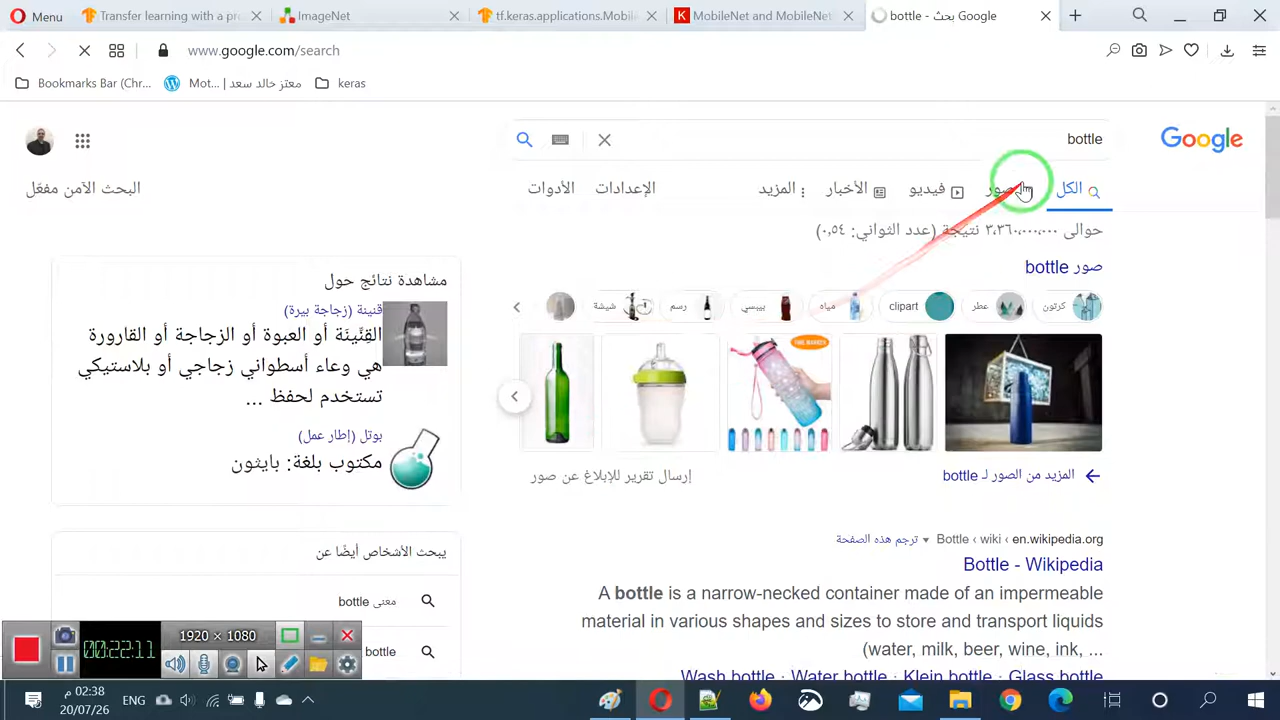 Menu
Transfer learning with a p
ImageNet
tf.keras.applications.Mobile
MobileNet and MobileNet
bottle - بحث Google
www.google.com/search
Bookmarks Bar (Chr...
Mot... | معتز خالد سعد
keras
bottle
Google
الكل
صور
فيديو
الأخبار
المزيد
الإعدادات
الأدوات
البحث الآمن مفعّل
حوالى ٣٬٣٦٠٬٠٠٠٬٠٠٠ نتيجة (عدد الثواني: ٠٫٥٤)
صور bottle
كرتون
عطر
clipart
مياه
بيبسي
رسم
شيشة
TIME MARKET
المزيد من الصور لـ bottle
إرسال تقرير للإبلاغ عن صور
en.wikipedia.org › wiki › Bottle ترجم هذه الصفحة
Bottle - Wikipedia
A bottle is a narrow-necked container made of an impermeable
material in various shapes and sizes to store and transport liquids
(water, milk, beer, wine, ink, ...
Wash bottle · Water bottle · Klein bottle · Glass bottle
مشاهدة نتائج حول
قنينة (زجاجة بيرة)
القِنِّينَة أو العبوة أو الزجاجة أو القارورة
هي وعاء أسطواني زجاجي أو بلاستيكي
تستخدم لحفظ ...
بوتل (إطار عمل)
مكتوب بلغة: بايثون
يبحث الأشخاص أيضًا عن
معنى bottle
bottle
00:22:11
1920 × 1080
02:38 م
20/07/26
ENG